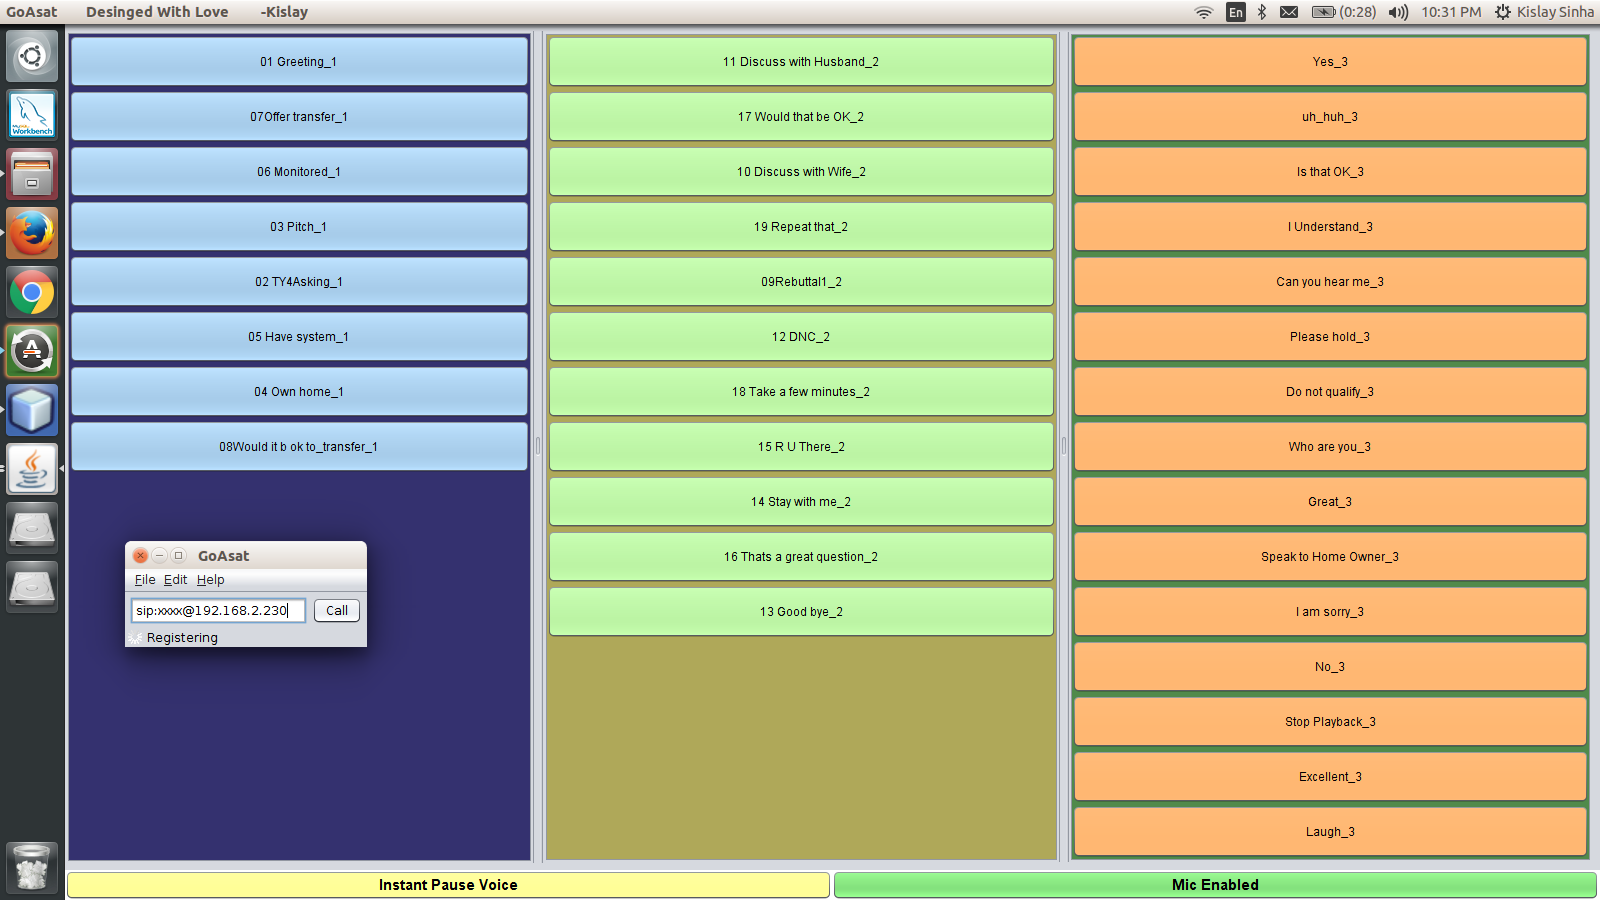 GoAsat Desinged With Love -Kislay
En (0:28) 10:31 PM Kislay Sinha
MySQL
Workbench
01 Greeting_1
07Offer transfer_1
06 Monitored_1
03 Pitch_1
02 TY4Asking_1
05 Have system_1
04 Own home_1
08Would it b ok to_transfer_1
GoAsat
File Edit Help
sip:xxxx@192.168.2.230
Call
Registering
11 Discuss with Husband_2
17 Would that be OK_2
10 Discuss with Wife_2
19 Repeat that_2
09Rebuttal1_2
12 DNC_2
18 Take a few minutes_2
15 R U There_2
14 Stay with me_2
16 Thats a great question_2
13 Good bye_2
Yes_3
uh_huh_3
Is that OK_3
I Understand_3
Can you hear me_3
Please hold_3
Do not qualify_3
Who are you_3
Great_3
Speak to Home Owner_3
I am sorry_3
No_3
Stop Playback_3
Excellent_3
Laugh_3
Instant Pause Voice
Mic Enabled